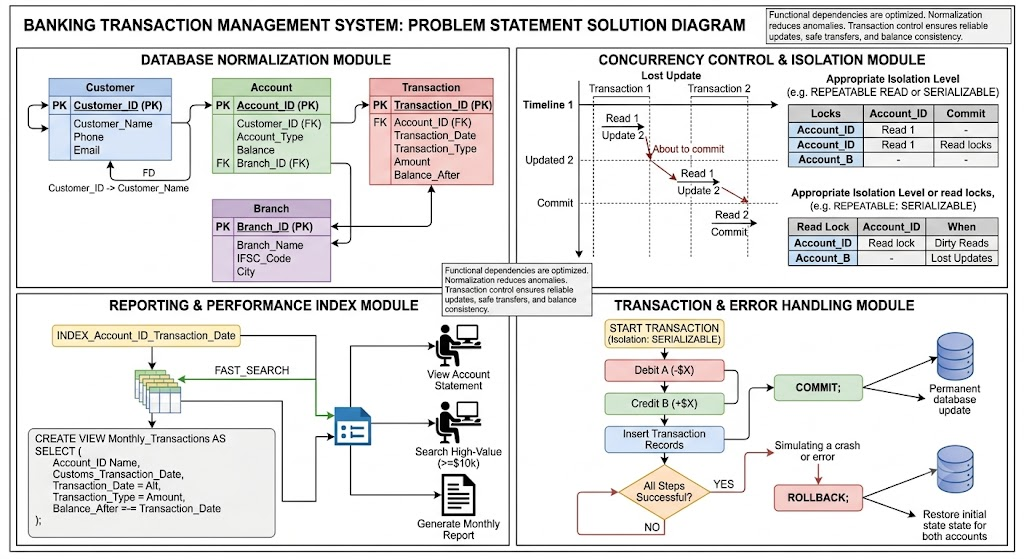 BANKING TRANSACTION MANAGEMENT SYSTEM: PROBLEM STATEMENT SOLUTION DIAGRAM
Functional dependencies are optimized. Normalization
reduces anomalies. Transaction control ensures reliable
updates, safe transfers, and balance consistency.
DATABASE NORMALIZATION MODULE
Customer
PK Customer_ID (PK)
Customer_Name
Phone
Email
FD
Customer_ID -> Customer_Name
Account
PK Account_ID (PK)
Customer_ID (FK)
Account_Type
Balance
FK Branch_ID (FK)
Transaction
PK Transaction_ID (PK)
FK Account_ID (FK)
Transaction_Date
Transaction_Type
Amount
Balance_After
Branch
PK Branch_ID (PK)
Branch_Name
IFSC_Code
City
CONCURRENCY CONTROL & ISOLATION MODULE
Lost Update
Transaction 1
Transaction 2
Timeline 1
Read 1
Update 2
About to commit
Updated 2
Read 1
Update 2
Commit
Read 2
Commit
Appropriate Isolation Level
(e.g. REPEATABLE READ or SERIALIZABLE)
Locks Account_ID Commit
Account_ID Read 1 -
Account_ID Read 1 Read locks
Account_B - -
Appropriate Isolation Level or read locks,
(e.g. REPEATABLE: SERIALIZABLE)
Read Lock Account_ID When
Account_ID Read lock Dirty Reads
Account_B - Lost Updates
Functional dependencies are optimized.
Normalization reduces anomalies.
Transaction control ensures reliable
updates, safe transfers, and balance
consistency.
REPORTING & PERFORMANCE INDEX MODULE
INDEX_Account_ID_Transaction_Date
FAST_SEARCH
CREATE VIEW Monthly_Transactions AS
SELECT (
Account_ID Name,
Customs_Transaction_Date,
Transaction_Date = Alt,
Transaction_Type = Amount,
Balance_After =-= Transaction_Date
);
View Account
Statement
Search High-Value
(>=$10k)
Generate Monthly
Report
TRANSACTION & ERROR HANDLING MODULE
START TRANSACTION
(Isolation: SERIALIZABLE)
Debit A (-$X)
Credit B (+$X)
Insert Transaction
Records
All Steps
Successful?
YES
NO
COMMIT;
Permanent
database
update
Simulating a crash
or error
ROLLBACK;
Restore initial
state state for
both accounts